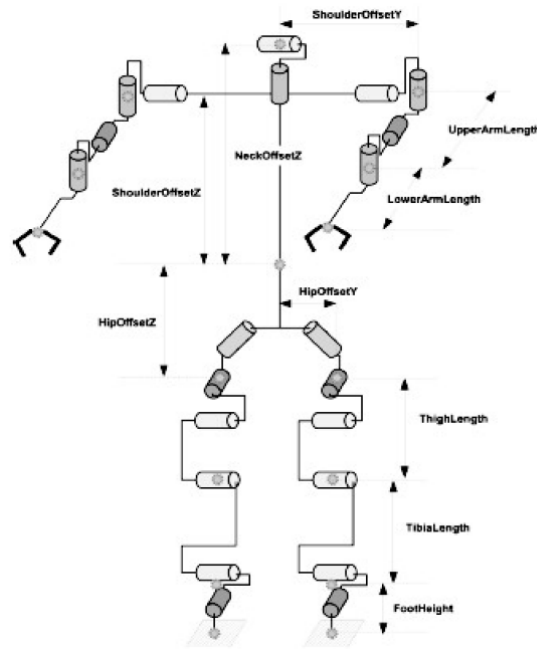 ShoulderOffsetY
UpperArmLength
NeckOffsetZ
ShoulderOffsetZ
LowerArmLength
HipOffsetY
HipOffsetZ
ThighLength
TibiaLength
FootHeight